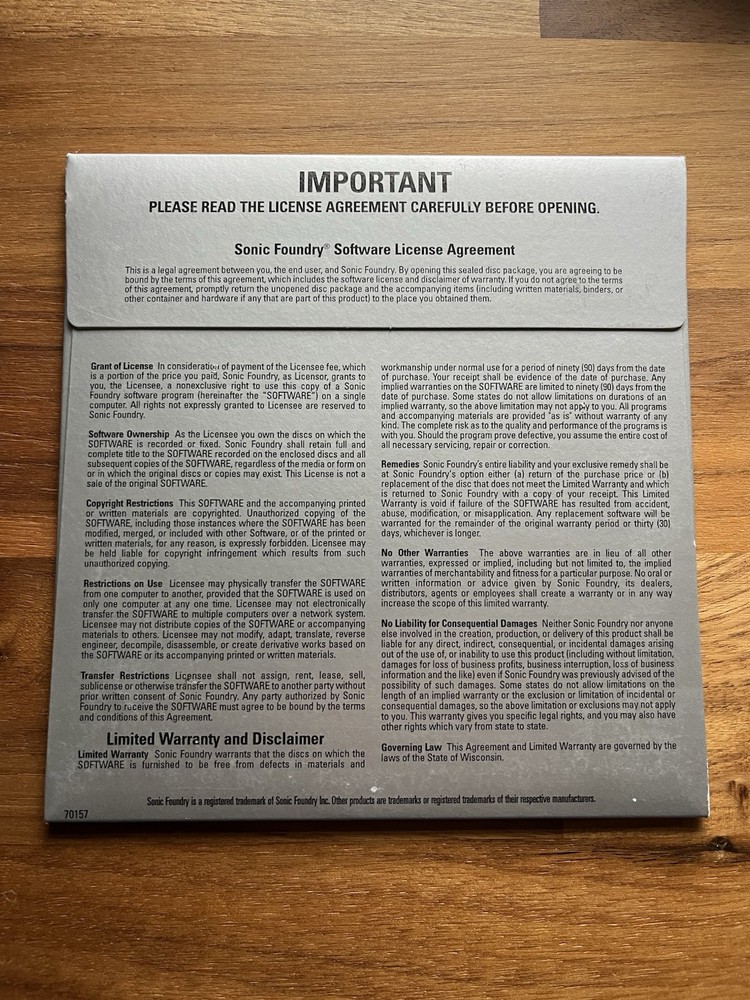 IMPORTANT
PLEASE READ THE LICENSE AGREEMENT CAREFULLY BEFORE OPENING.
Sonic Foundry® Software License Agreement
This is a legal agreement between you, the end user, and Sonic Foundry. By opening this sealed disc package, you are agreeing to be
bound by the terms of this agreement, which includes the software license and disclaimer of warranty. If you do not agree to the terms
of this agreement, promptly return the unopened disc package and the accompanying items (including written materials, binders, or
other container and hardware if any that are part of this product) to the place you obtained them.
Grant of License In consideration of payment of the Licensee fee, which
is a portion of the price you paid, Sonic Foundry, as Licensor, grants to
you, the Licensee, a nonexclusive right to use this copy of a Sonic
Foundry software program (hereinafter the "SOFTWARE") on a single
computer. All rights not expressly granted to Licensee are reserved to
Sonic Foundry.
Software Ownership As the Licensee you own the discs on which the
SOFTWARE is recorded or fixed. Sonic Foundry shall retain full and
complete title to the SOFTWARE recorded on the enclosed discs and all
subsequent copies of the SOFTWARE, regardless of the media or form on
or in which the original discs or copies may exist. This License is not a
sale of the original SOFTWARE.
Copyright Restrictions This SOFTWARE and the accompanying printed
or written materials are copyrighted. Unauthorized copying of the
SOFTWARE, including those instances where the SOFTWARE has been
modified, merged, or included with other Software, or of the printed or
written materials, for any reason, is expressly forbidden. Licensee may
be held liable for copyright infringement which results from such
unauthorized copying.
Restrictions on Use Licensee may physically transfer the SOFTWARE
from one computer to another, provided that the SOFTWARE is used on
only one computer at any one time. Licensee may not electronically
transfer the SOFTWARE to multiple computers over a network system.
Licensee may not distribute copies of the SOFTWARE or accompanying
materials to others. Licensee may not modify, adapt, translate, reverse
engineer, decompile, disassemble, or create derivative works based on
the SOFTWARE or its accompanying printed or written materials.
Transfer Restrictions Licensee shall not assign, rent, lease, sell,
sublicense or otherwise transfer the SOFTWARE to another party without
prior written consent of Sonic Foundry. Any party authorized by Sonic
Foundry to receive the SOFTWARE must agree to be bound by the terms
and conditions of this Agreement.
Limited Warranty and Disclaimer
Limited Warranty Sonic Foundry warrants that the discs on which the
SOFTWARE is furnished to be free from defects in materials and
workmanship under normal use for a period of ninety (90) days from the date
of purchase. Your receipt shall be evidence of the date of purchase. Any
implied warranties on the SOFTWARE are limited to ninety (90) days from the
date of purchase. Some states do not allow limitations on durations of an
implied warranty, so the above limitation may not apply to you. All programs
and accompanying materials are provided "as is" without warranty of any
kind. The complete risk as to the quality and performance of the programs is
with you. Should the program prove defective, you assume the entire cost of
all necessary servicing, repair or correction.
Remedies Sonic Foundry's entire liability and your exclusive remedy shall be
at Sonic Foundry's option either (a) return of the purchase price or (b)
replacement of the disc that does not meet the Limited Warranty and which
is returned to Sonic Foundry with a copy of your receipt. This Limited
Warranty is void if failure of the SOFTWARE has resulted from accident,
abuse, modification, or misapplication. Any replacement software will be
warranted for the remainder of the original warranty period or thirty (30)
days, whichever is longer.
No Other Warranties The above warranties are in lieu of all other
warranties, expressed or implied, including but not limited to, the implied
warranties of merchantability and fitness for a particular purpose. No oral or
written information or advice given by Sonic Foundry, its dealers,
distributors, agents or employees shall create a warranty or in any way
increase the scope of this limited warranty.
No Liability for Consequential Damages Neither Sonic Foundry nor anyone
else involved in the creation, production, or delivery of this product shall be
liable for any direct, indirect, consequential, or incidental damages arising
out of the use of, or inability to use this product (including without limitation,
damages for loss of business profits, business interruption, loss of business
information and the like) even if Sonic Foundry was previously advised of the
possibility of such damages. Some states do not allow limitations on the
length of an implied warranty or the exclusion or limitation of incidental or
consequential damages, so the above limitation or exclusions may not apply
to you. This warranty gives you specific legal rights, and you may also have
other rights which vary from state to state.
Governing Law This Agreement and Limited Warranty are governed by the
laws of the State of Wisconsin.
Sonic Foundry is a registered trademark of Sonic Foundry Inc. Other products are trademarks or registered trademarks of their respective manufacturers.
70157